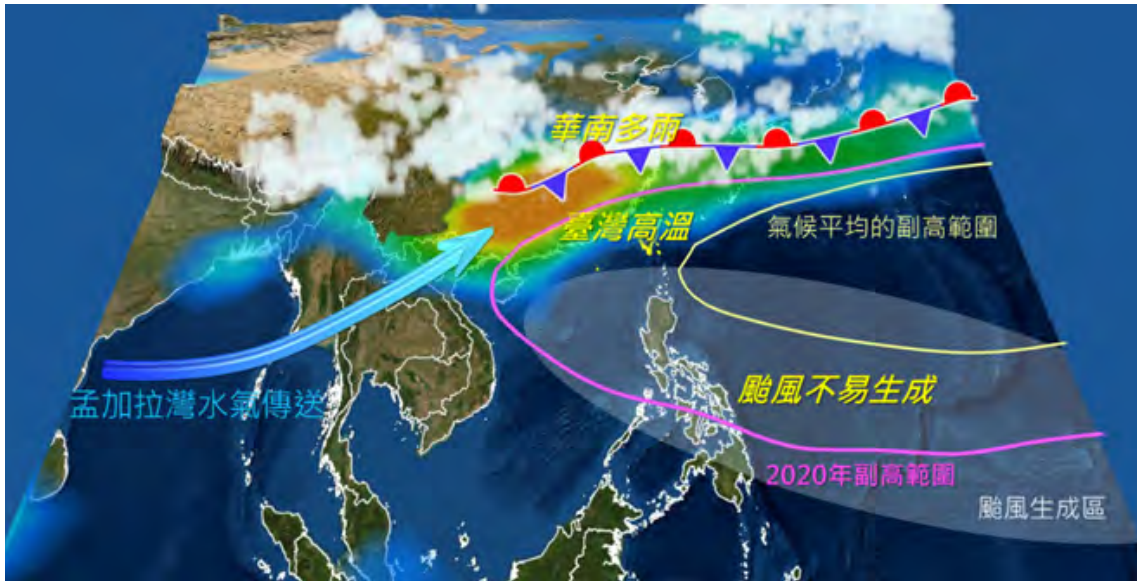 華南多雨
臺灣高溫
氣候平均的副高範圍
孟加拉灣水氣傳送
颱風不易生成
2020年副高範圍
颱風生成區